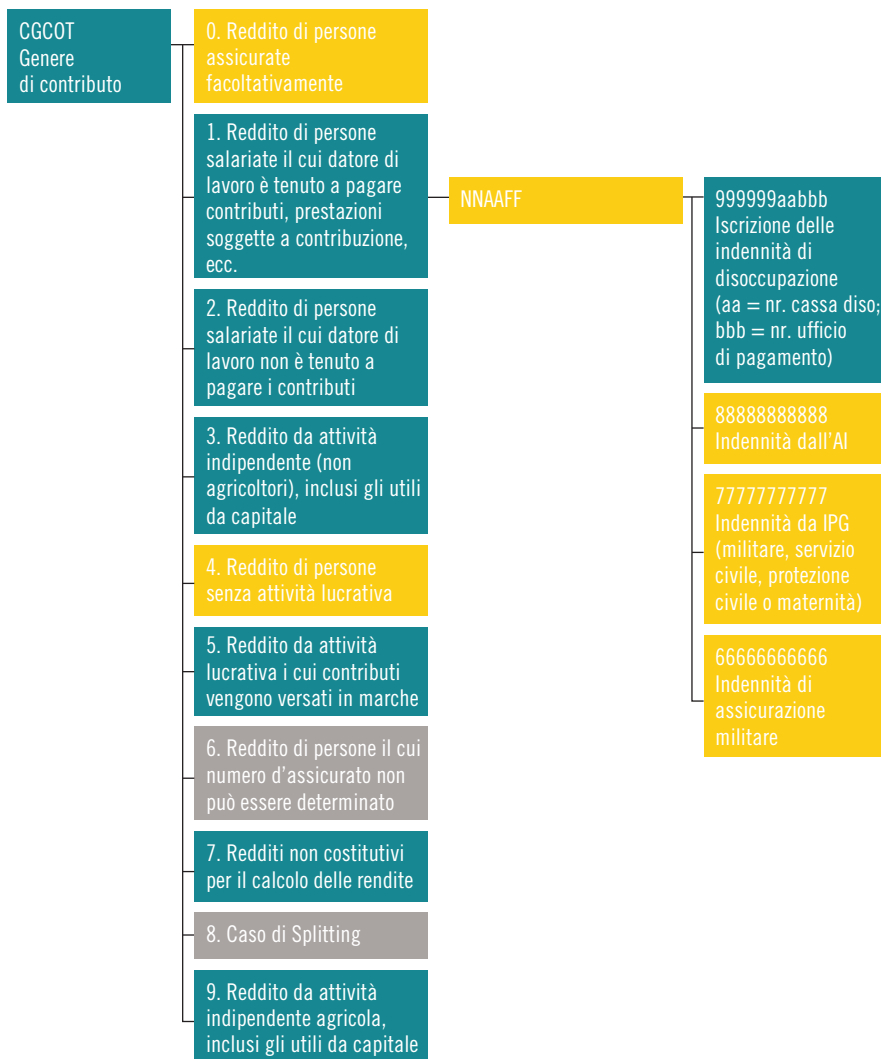 CGCOT
Genere
di contributo
0. Reddito di persone
assicurate
facoltativamente
1. Reddito di persone
salariate il cui datore di
lavoro è tenuto a pagare
contributi, prestazioni
soggette a contribuzione,
ecc.
2. Reddito di persone
salariate il cui datore di
lavoro non è tenuto a
pagare i contributi
3. Reddito da attività
indipendente (non
agricoltori), inclusi gli utili
da capitale
4. Reddito di persone
senza attività lucrativa
5. Reddito da attività
lucrativa i cui contributi
vengono versati in marche
6. Reddito di persone il cui
numero d’assicurato non
può essere determinato
7. Redditi non costitutivi
per il calcolo delle rendite
8. Caso di Splitting
9. Reddito da attività
indipendente agricola,
inclusi gli utili da capitale
NNAAFF
999999aabbb
Iscrizione delle
indennità di
disoccupazione
(aa = nr. cassa diso;
bbb = nr. ufficio
di pagamento)
88888888888
Indennità dall’AI
77777777777
Indennità da IPG
(militare, servizio
civile, protezione
civile o maternità)
66666666666
Indennità di
assicurazione
militare